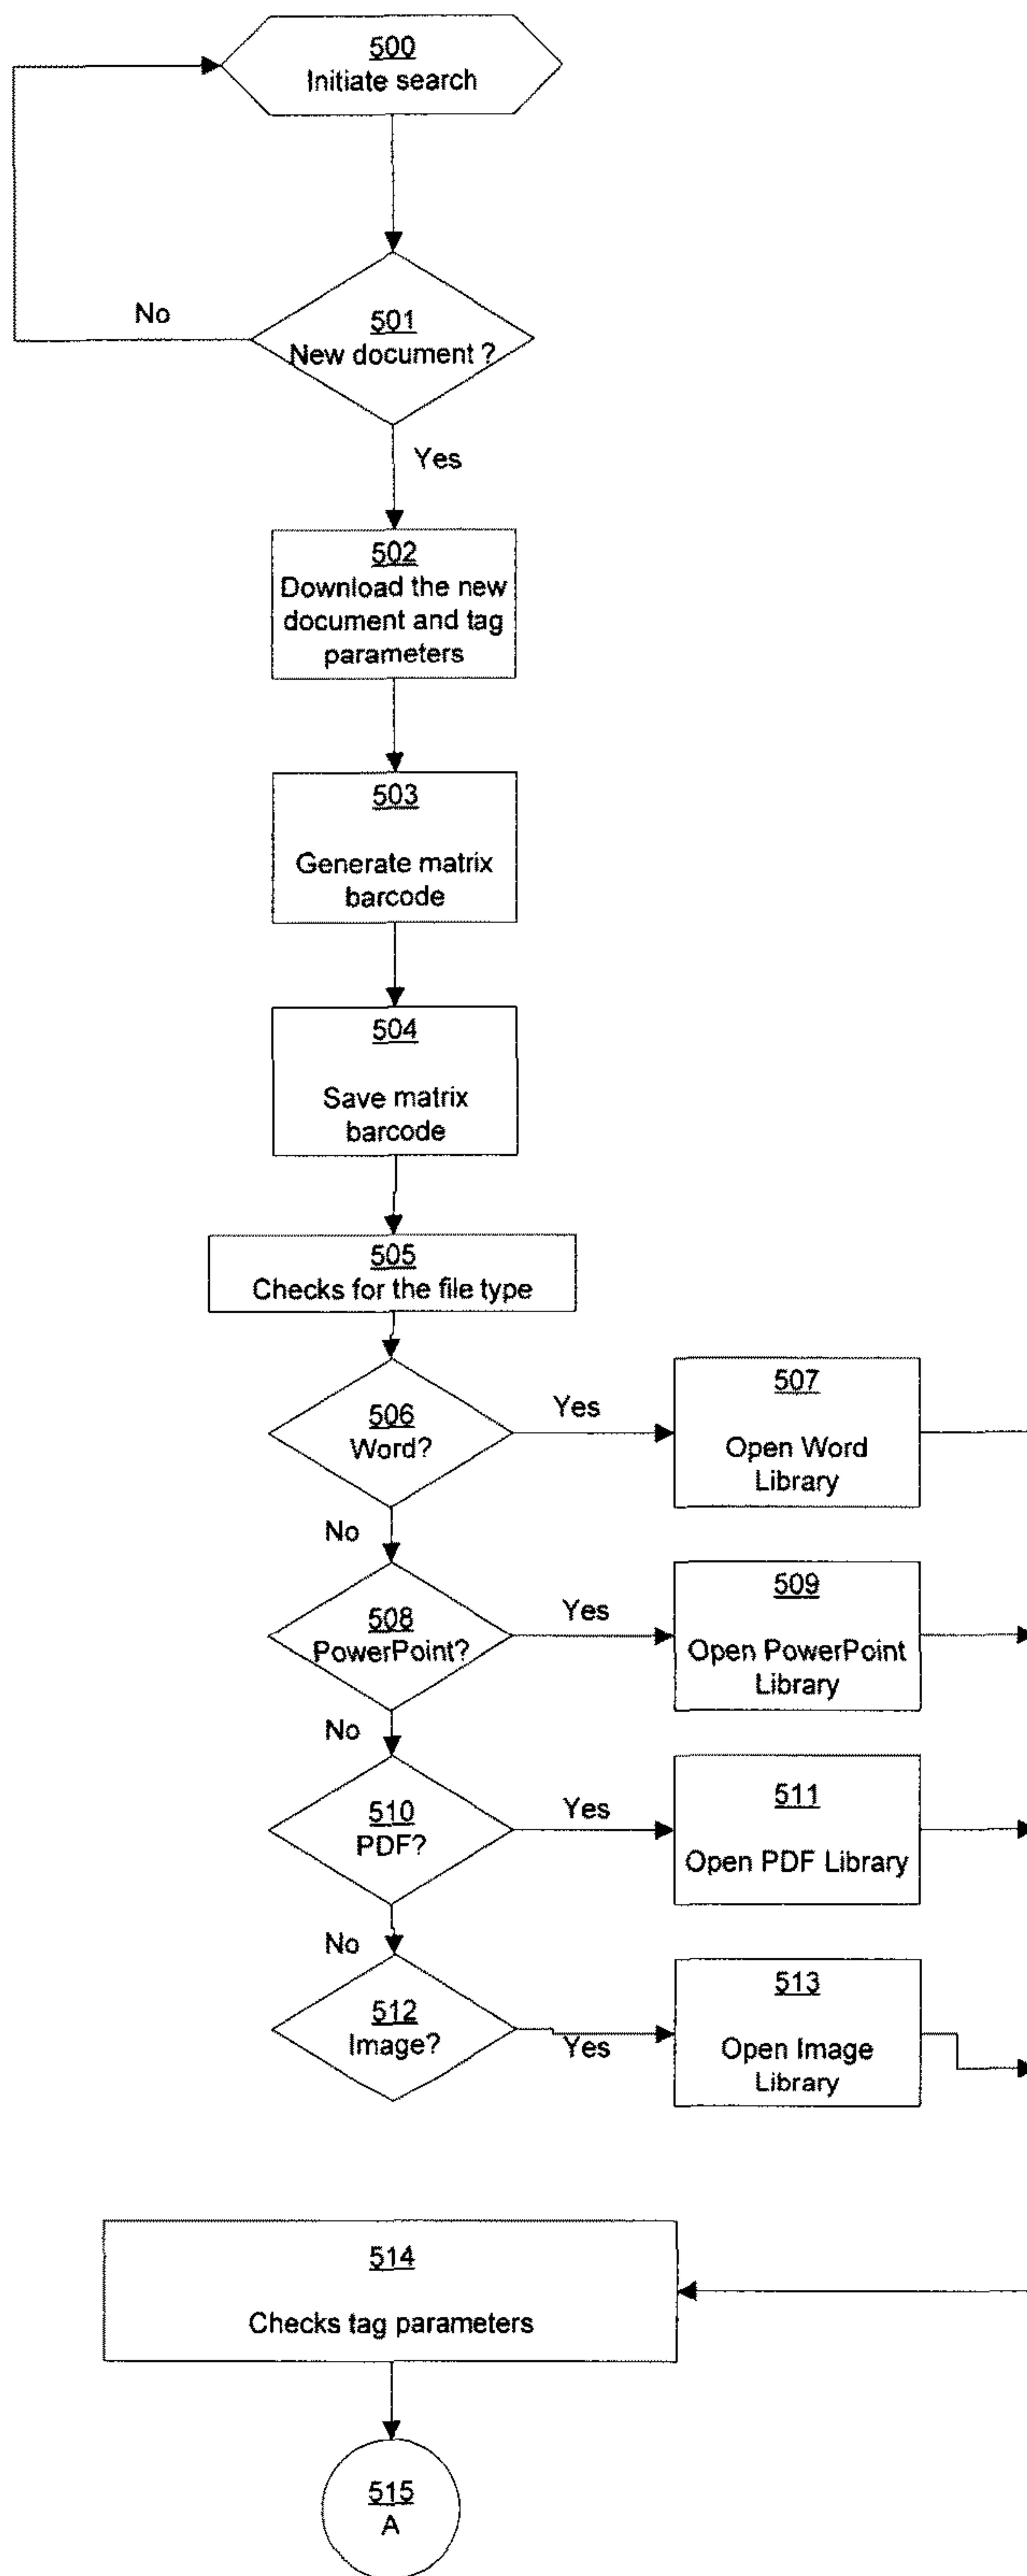 500
Initiate search
No
501
New document ?
Yes
502
Download the new
document and tag
parameters
503
Generate matrix
barcode
504
Save matrix
barcode
505
Checks for the file type
506
Word?
Yes
507
Open Word
Library
No
508
PowerPoint?
Yes
509
Open PowerPoint
Library
No
510
PDF?
Yes
511
Open PDF Library
No
512
Image?
Yes
513
Open Image
Library
514
Checks tag parameters
515
A